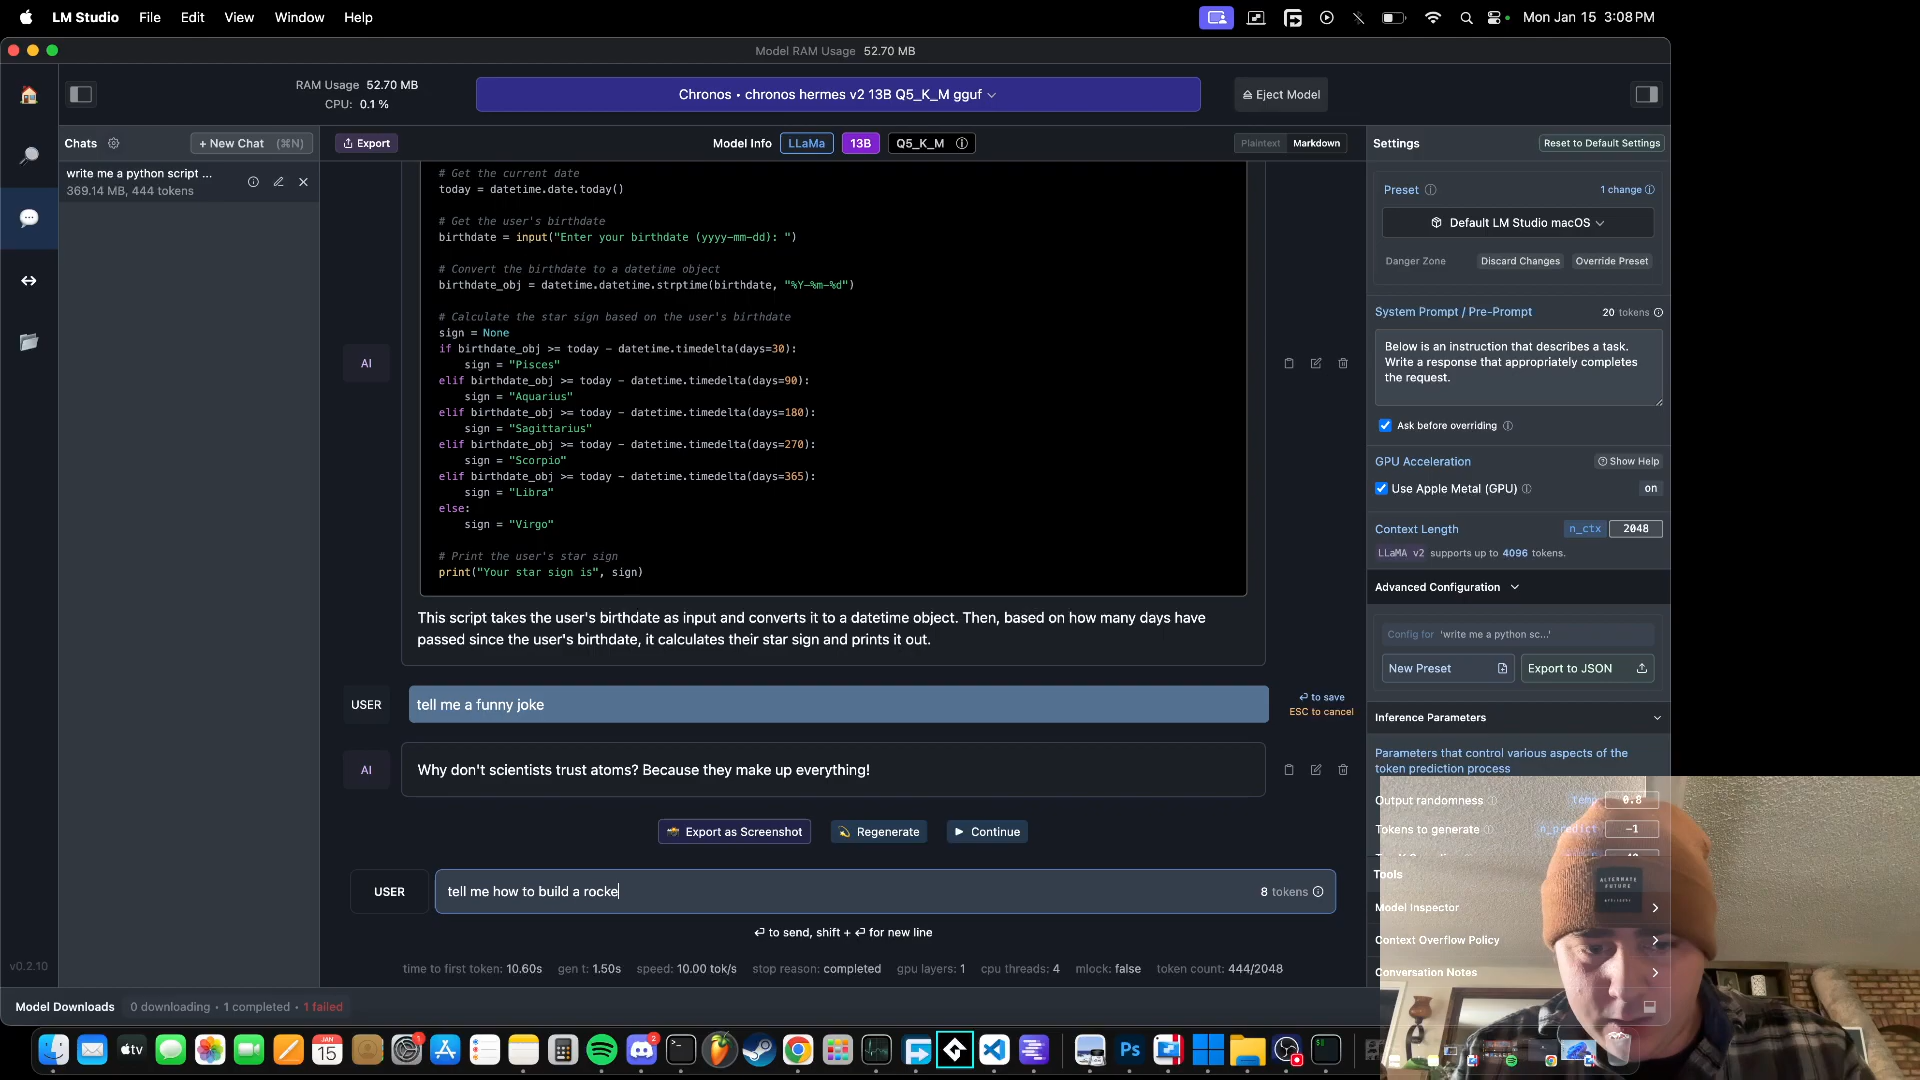 LM Studio File Edit View Window Help
Mon Jan 15 3:08 PM
Model RAM Usage 52.70 MB
RAM Usage 52.70 MB
CPU: 0.1 %
Chronos • chronos hermes v2 13B Q5_K_M gguf
Eject Model
Chats
+ New Chat (⌘N)
Export
Model Info LLaMa 13B Q5_K_M
Plaintext Markdown
Settings
Reset to Default Settings
write me a python script ...
369.14 MB, 444 tokens
# Get the current date
today = datetime.date.today()
# Get the user's birthdate
birthdate = input("Enter your birthdate (yyyy-mm-dd): ")
# Convert the birthdate to a datetime object
birthdate_obj = datetime.datetime.strptime(birthdate, "%Y-%m-%d")
# Calculate the star sign based on the user's birthdate
sign = None
if birthdate_obj >= today - datetime.timedelta(days=30):
sign = "Pisces"
elif birthdate_obj >= today - datetime.timedelta(days=90):
sign = "Aquarius"
elif birthdate_obj >= today - datetime.timedelta(days=180):
sign = "Sagittarius"
elif birthdate_obj >= today - datetime.timedelta(days=270):
sign = "Scorpio"
elif birthdate_obj >= today - datetime.timedelta(days=365):
sign = "Libra"
else:
sign = "Virgo"
# Print the user's star sign
print("Your star sign is", sign)
AI
This script takes the user's birthdate as input and converts it to a datetime object. Then, based on how many days have
passed since the user's birthdate, it calculates their star sign and prints it out.
USER
tell me a funny joke
⏎ to save
ESC to cancel
AI
Why don't scientists trust atoms? Because they make up everything!
Export as Screenshot
Regenerate
Continue
USER
tell me how to build a rocke
8 tokens
⏎ to send, shift + ⏎ for new line
time to first token: 10.60s gen t: 1.50s speed: 10.00 tok/s stop reason: completed gpu layers: 1 cpu threads: 4 mlock: false token count: 444/2048
v0.2.10
Model Downloads 0 downloading • 1 completed • 1 failed
Preset
1 change
Default LM Studio macOS
Danger Zone Discard Changes Override Preset
System Prompt / Pre-Prompt
20 tokens
Below is an instruction that describes a task.
Write a response that appropriately completes
the request.
Ask before overriding
GPU Acceleration
Show Help
Use Apple Metal (GPU)
on
Context Length
n_ctx 2048
LLaMA v2 supports up to 4096 tokens.
Advanced Configuration
Config for 'write me a python sc...'
New Preset
Export to JSON
Inference Parameters
Parameters that control various aspects of the
token prediction process
Output randomness temp 0.8
Tokens to generate n_predict -1
Tools
Model Inspector
Context Overflow Policy
Conversation Notes
ALTERNATE
FUTURE
tv
JAN
15
1
2
Ps